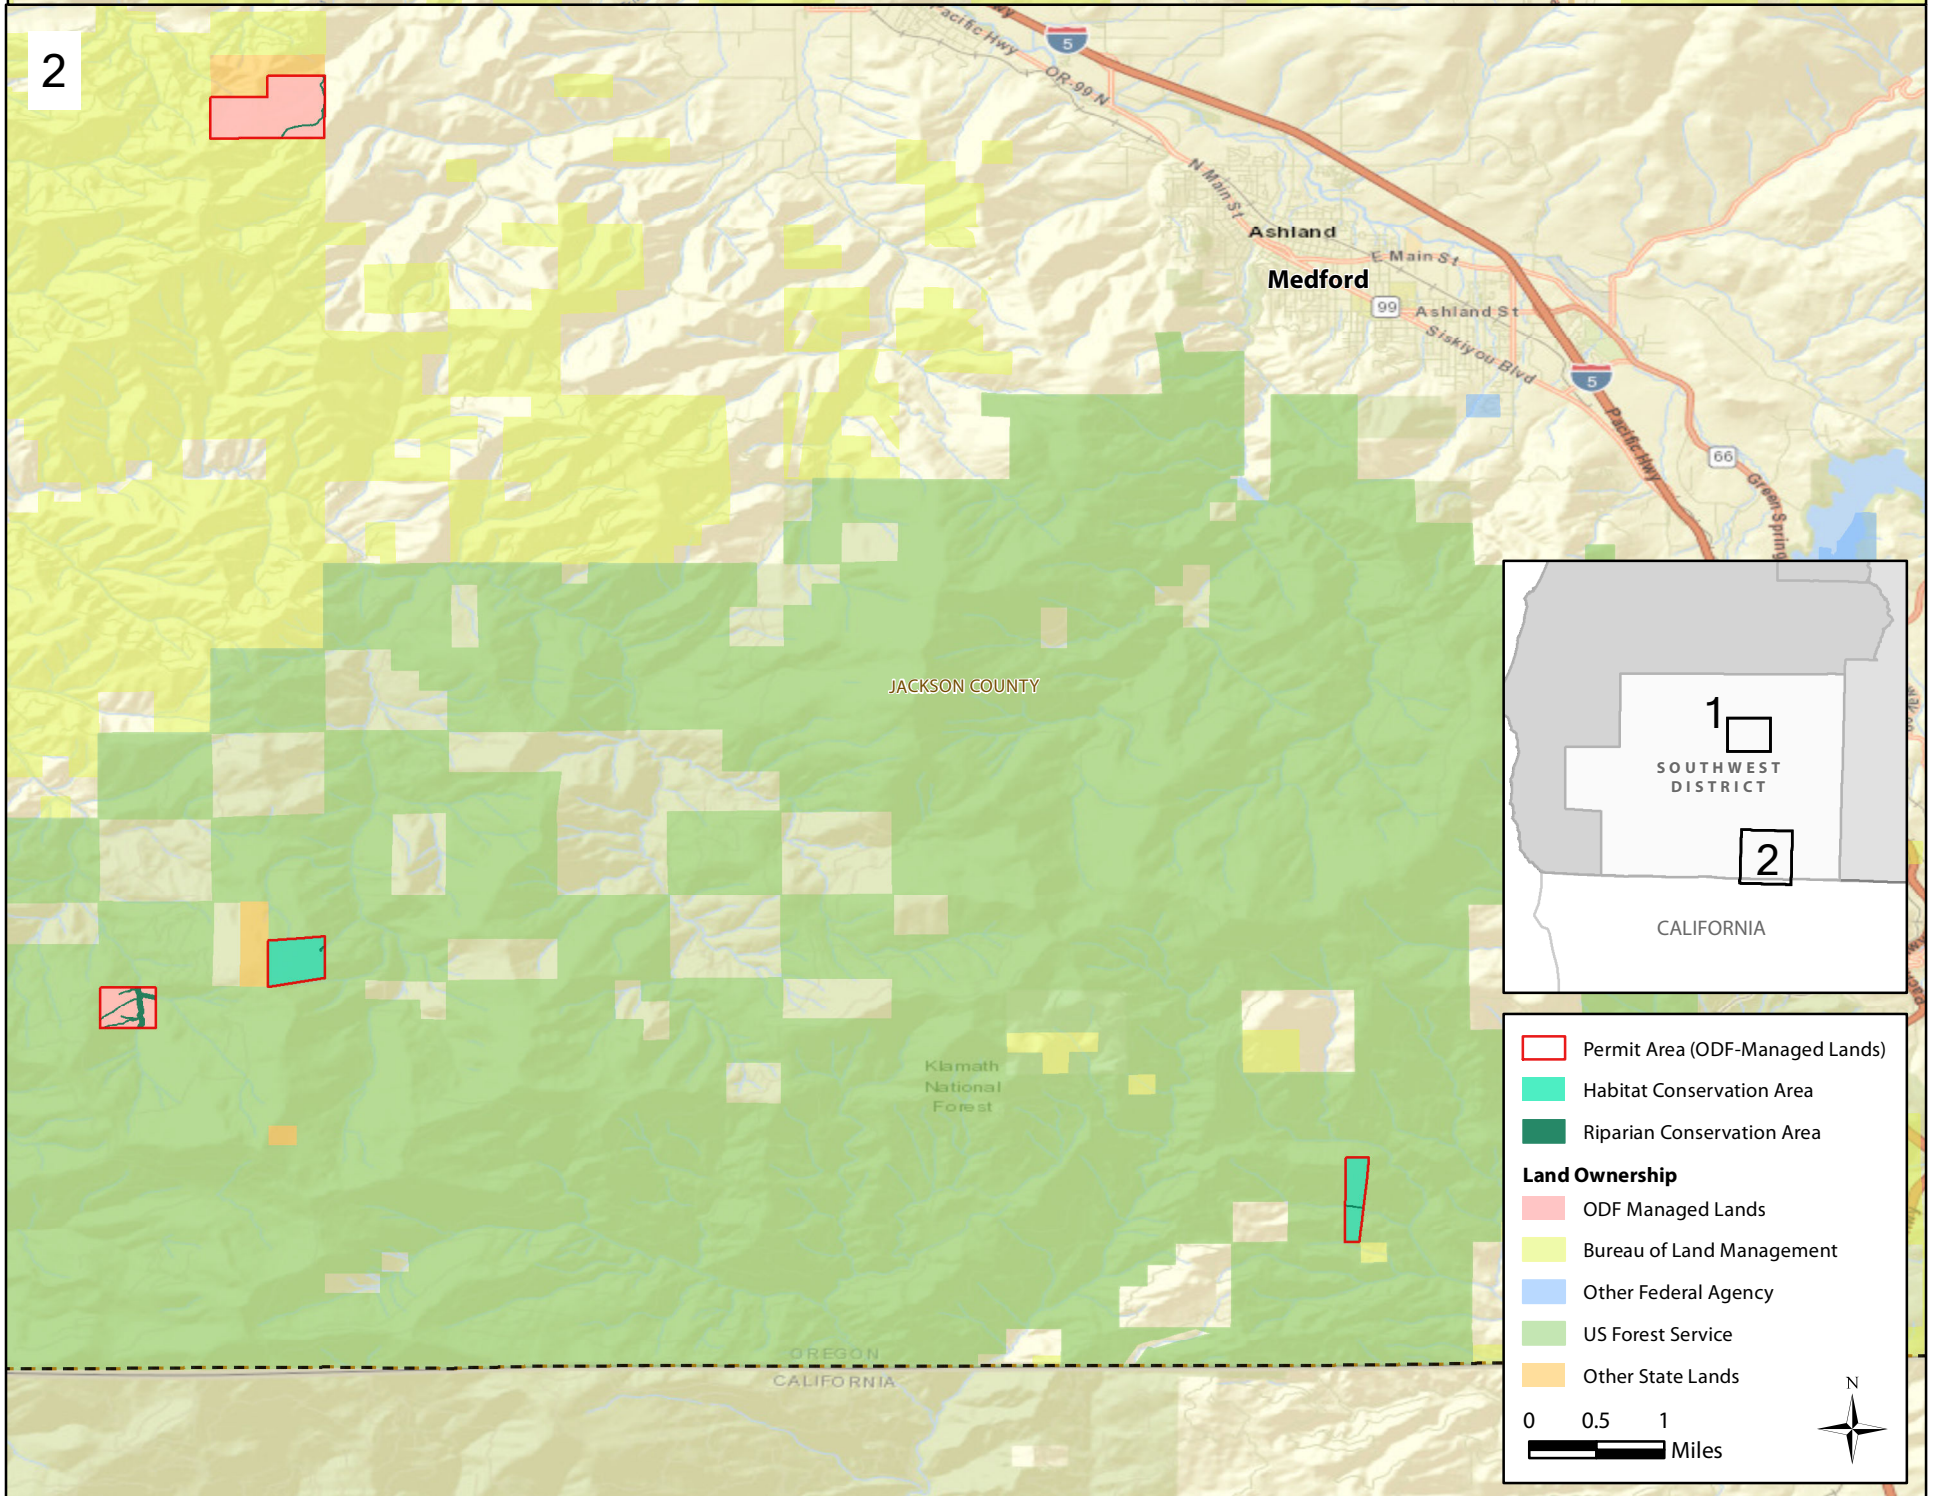 2
Pacific Hwy
5
OR-99 N
N Main St
Ashland
E Main St
Medford
99
Ashland St
Siskiyou Blvd
5
Pacific Hwy
66
Green Spring
JACKSON COUNTY
1
SOUTHWEST
DISTRICT
2
CALIFORNIA
Klamath
National
Forest
OREGON
CALIFORNIA
Permit Area (ODF-Managed Lands)
Habitat Conservation Area
Riparian Conservation Area
Land Ownership
ODF Managed Lands
Bureau of Land Management
Other Federal Agency
US Forest Service
Other State Lands
N
0 0.5 1
Miles